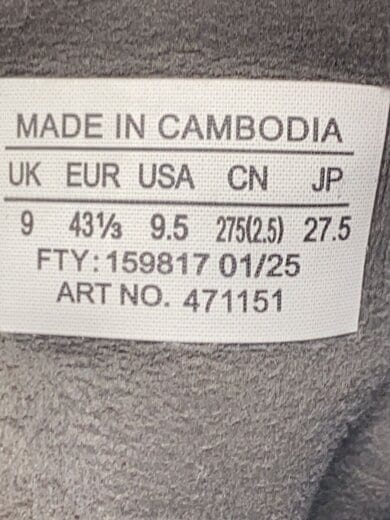 MADE IN CAMBODIA
UK EUR USA CN JP
9 43⅓ 9.5 275(2.5) 27.5
FTY:159817 01/25
ART NO. 471151